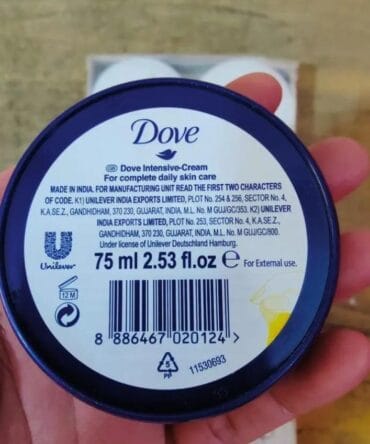 Dove
GB Dove Intensive-Cream
For complete daily skin care
MADE IN INDIA. FOR MANUFACTURING UNIT READ THE FIRST TWO CHARACTERS
OF CODE. K1) UNILEVER INDIA EXPORTS LIMITED, PLOT No. 254 & 256, SECTOR No. 4,
K.A.SE.Z., GANDHIDHAM, 370 230, GUJARAT, INDIA, M.L. No. M GUJ/GC/353. K2) UNILEVER
INDIA EXPORTS LIMITED, PLOT No. 253, SECTOR No. 4, K.A.SE.Z.,
GANDHIDHAM, 370 230, GUJARAT, INDIA, M.L. No. M GUJ/GC/800.
Under license of Unilever Deutschland Hamburg.
Unilever
75 ml 2.53 fl.oz e For external use.
12 M
8 886467 020124 >
5
PP
11530693